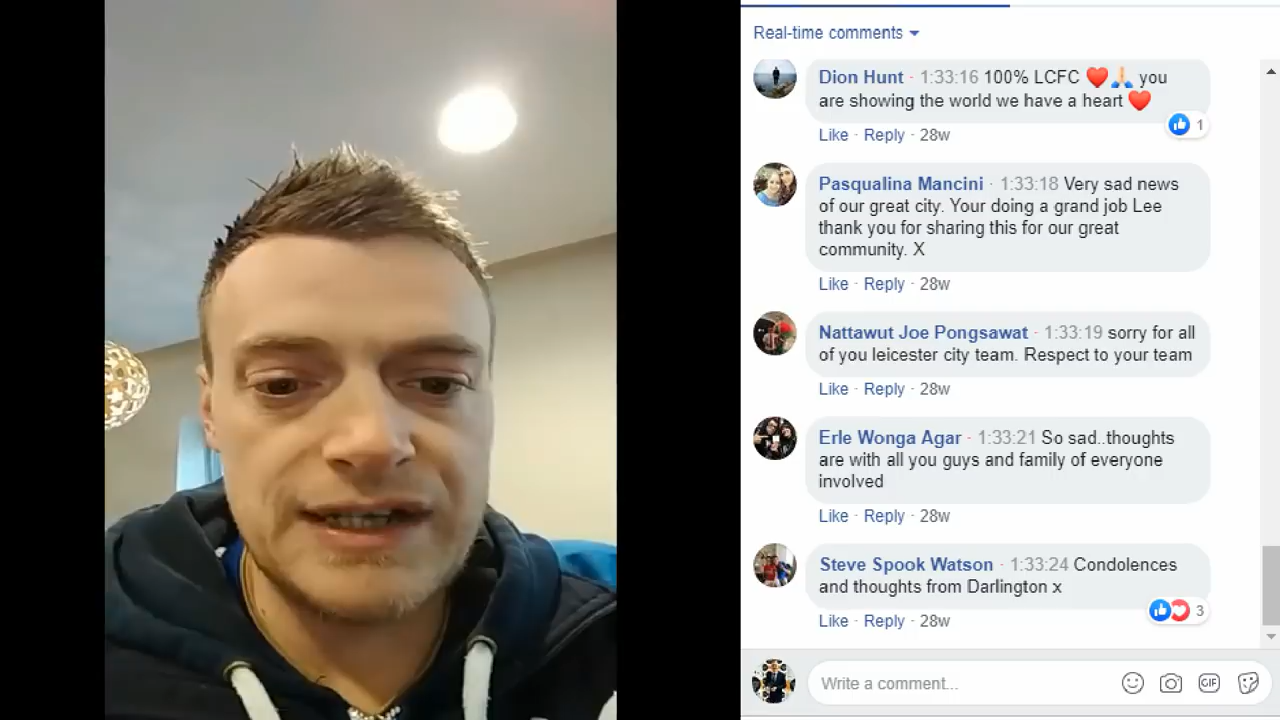 Real-time comments
Dion Hunt · 1:33:16 100% LCFC ❤️🙏🏻 you
are showing the world we have a heart ❤️
1
Like · Reply · 28w
Pasqualina Mancini · 1:33:18 Very sad news
of our great city. Your doing a grand job Lee
thank you for sharing this for our great
community. X
Like · Reply · 28w
Nattawut Joe Pongsawat · 1:33:19 sorry for all
of you leicester city team. Respect to your team
Like · Reply · 28w
Erle Wonga Agar · 1:33:21 So sad..thoughts
are with all you guys and family of everyone
involved
Like · Reply · 28w
Steve Spook Watson · 1:33:24 Condolences
and thoughts from Darlington x
3
Like · Reply · 28w
Write a comment...
GIF